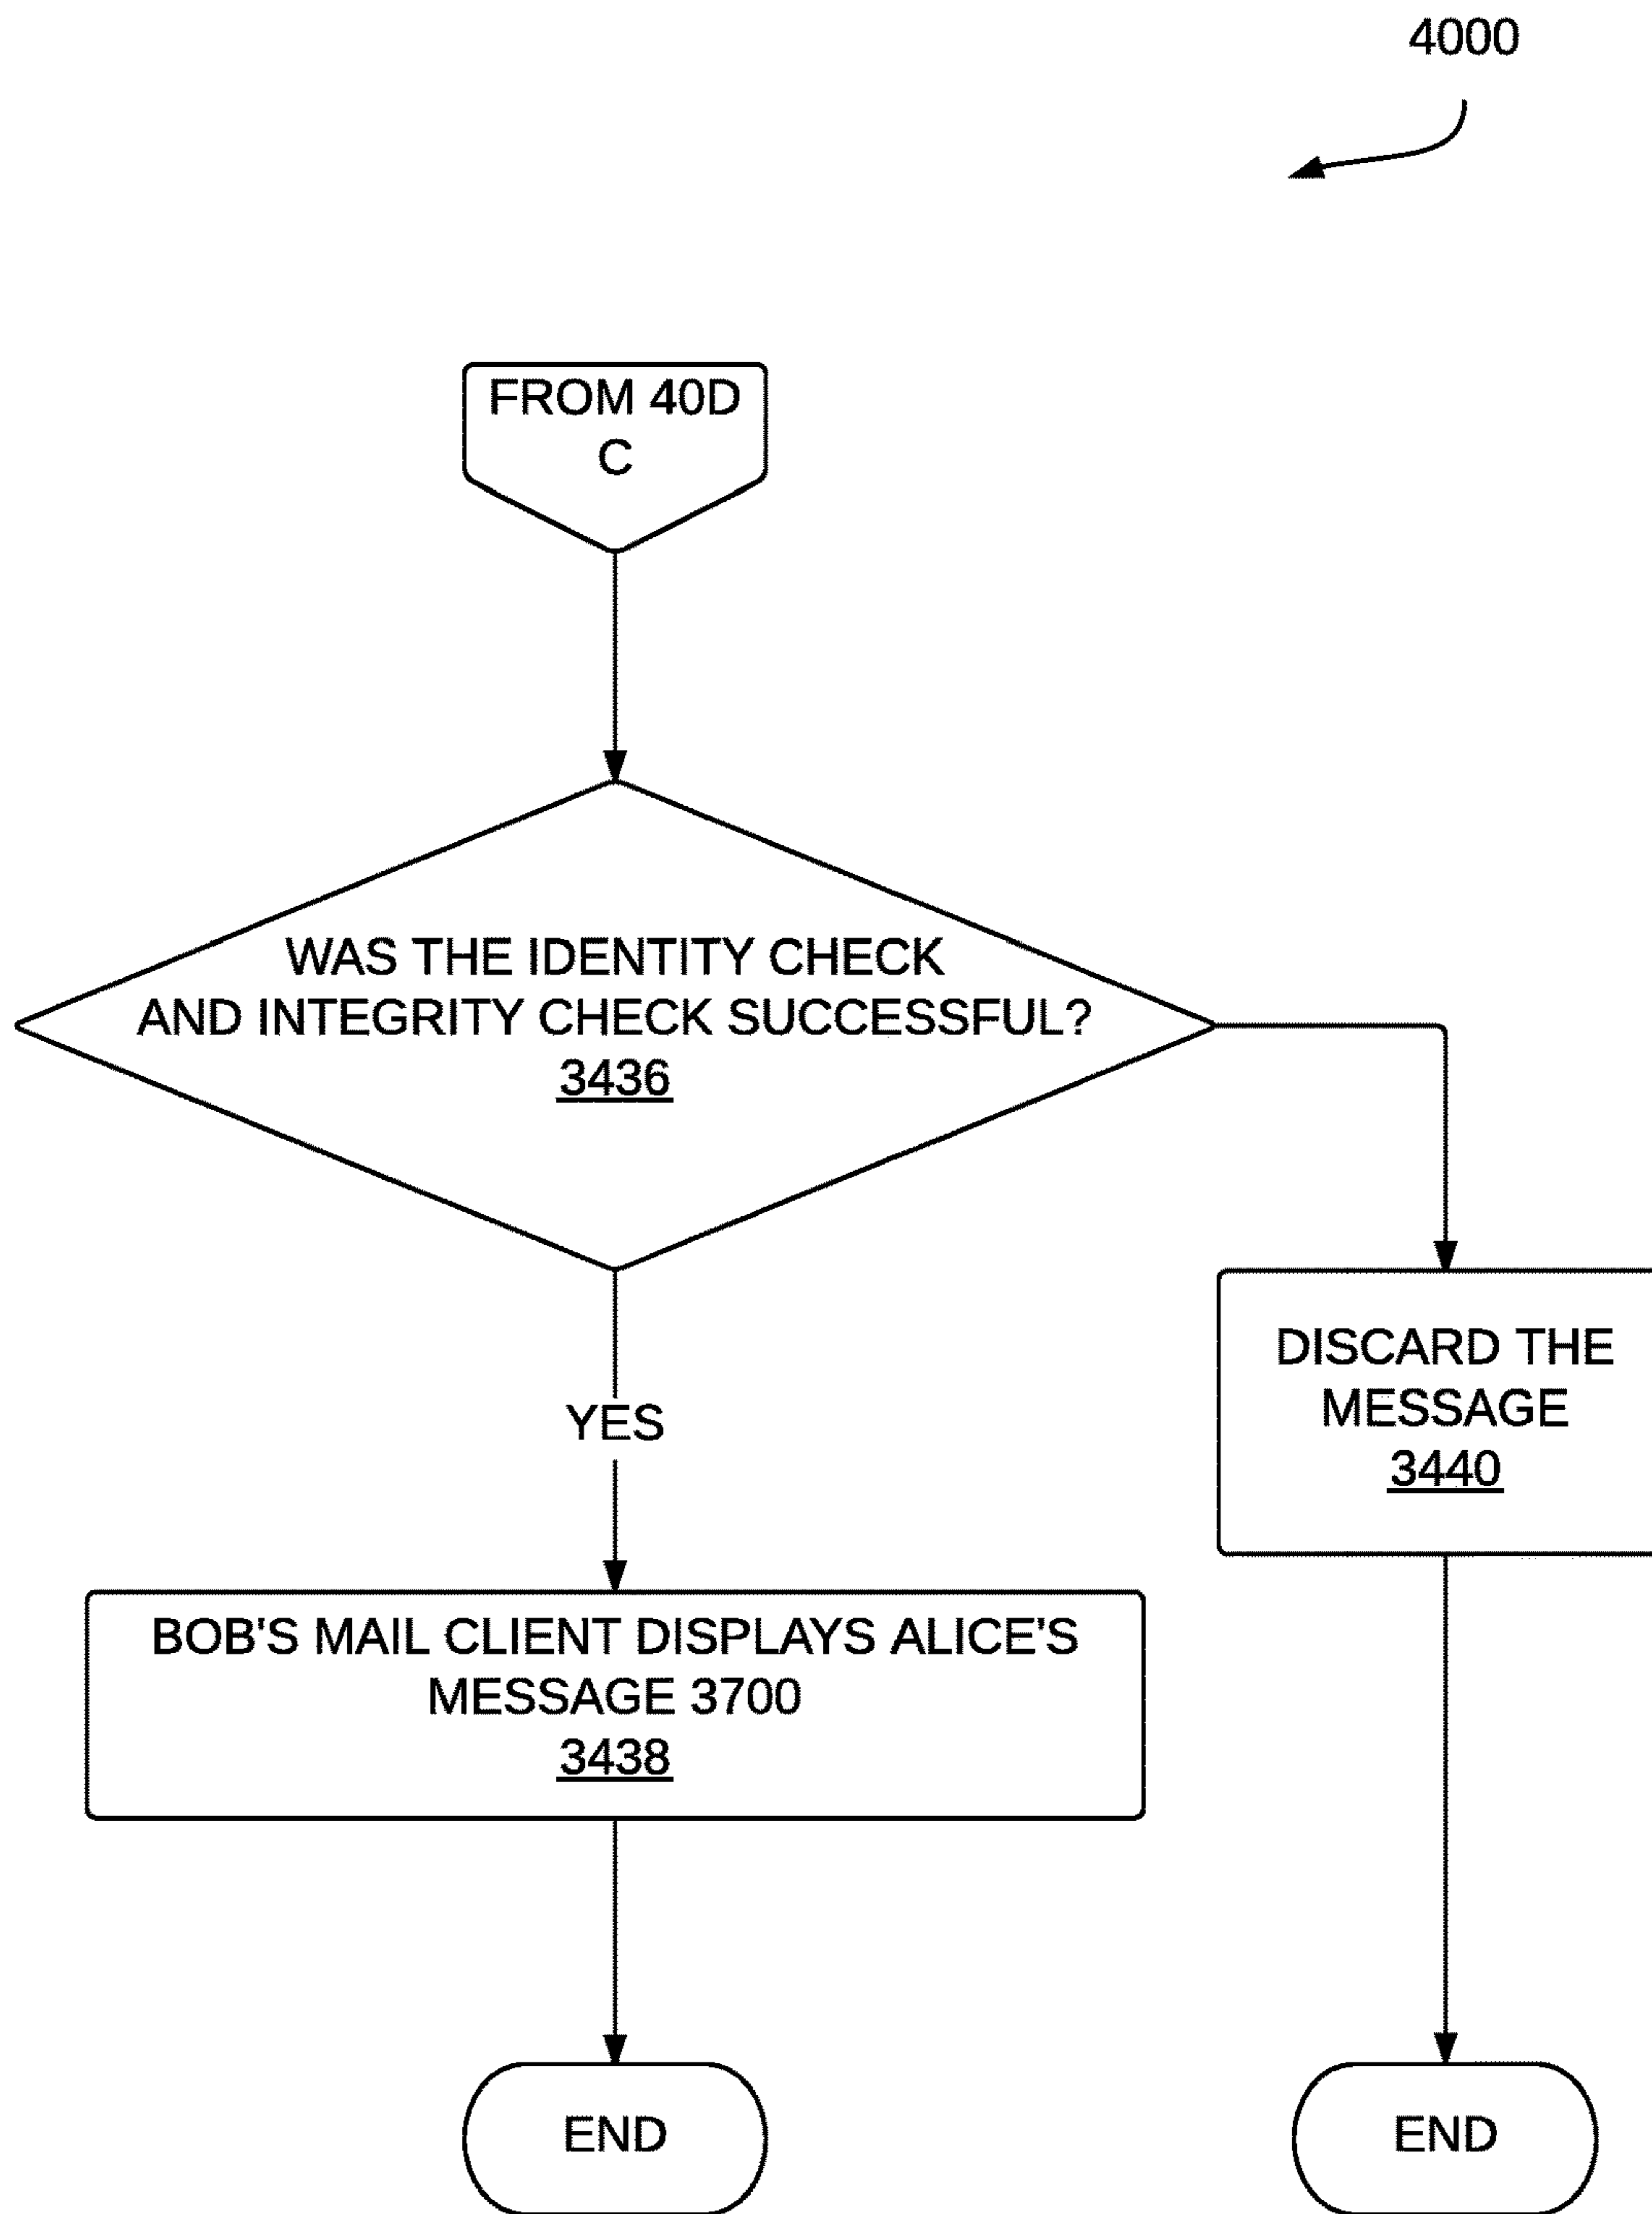 4000
FROM 40D
C
WAS THE IDENTITY CHECK
AND INTEGRITY CHECK SUCCESSFUL?
3436
YES
DISCARD THE
MESSAGE
3440
BOB'S MAIL CLIENT DISPLAYS ALICE'S
MESSAGE 3700
3438
END
END